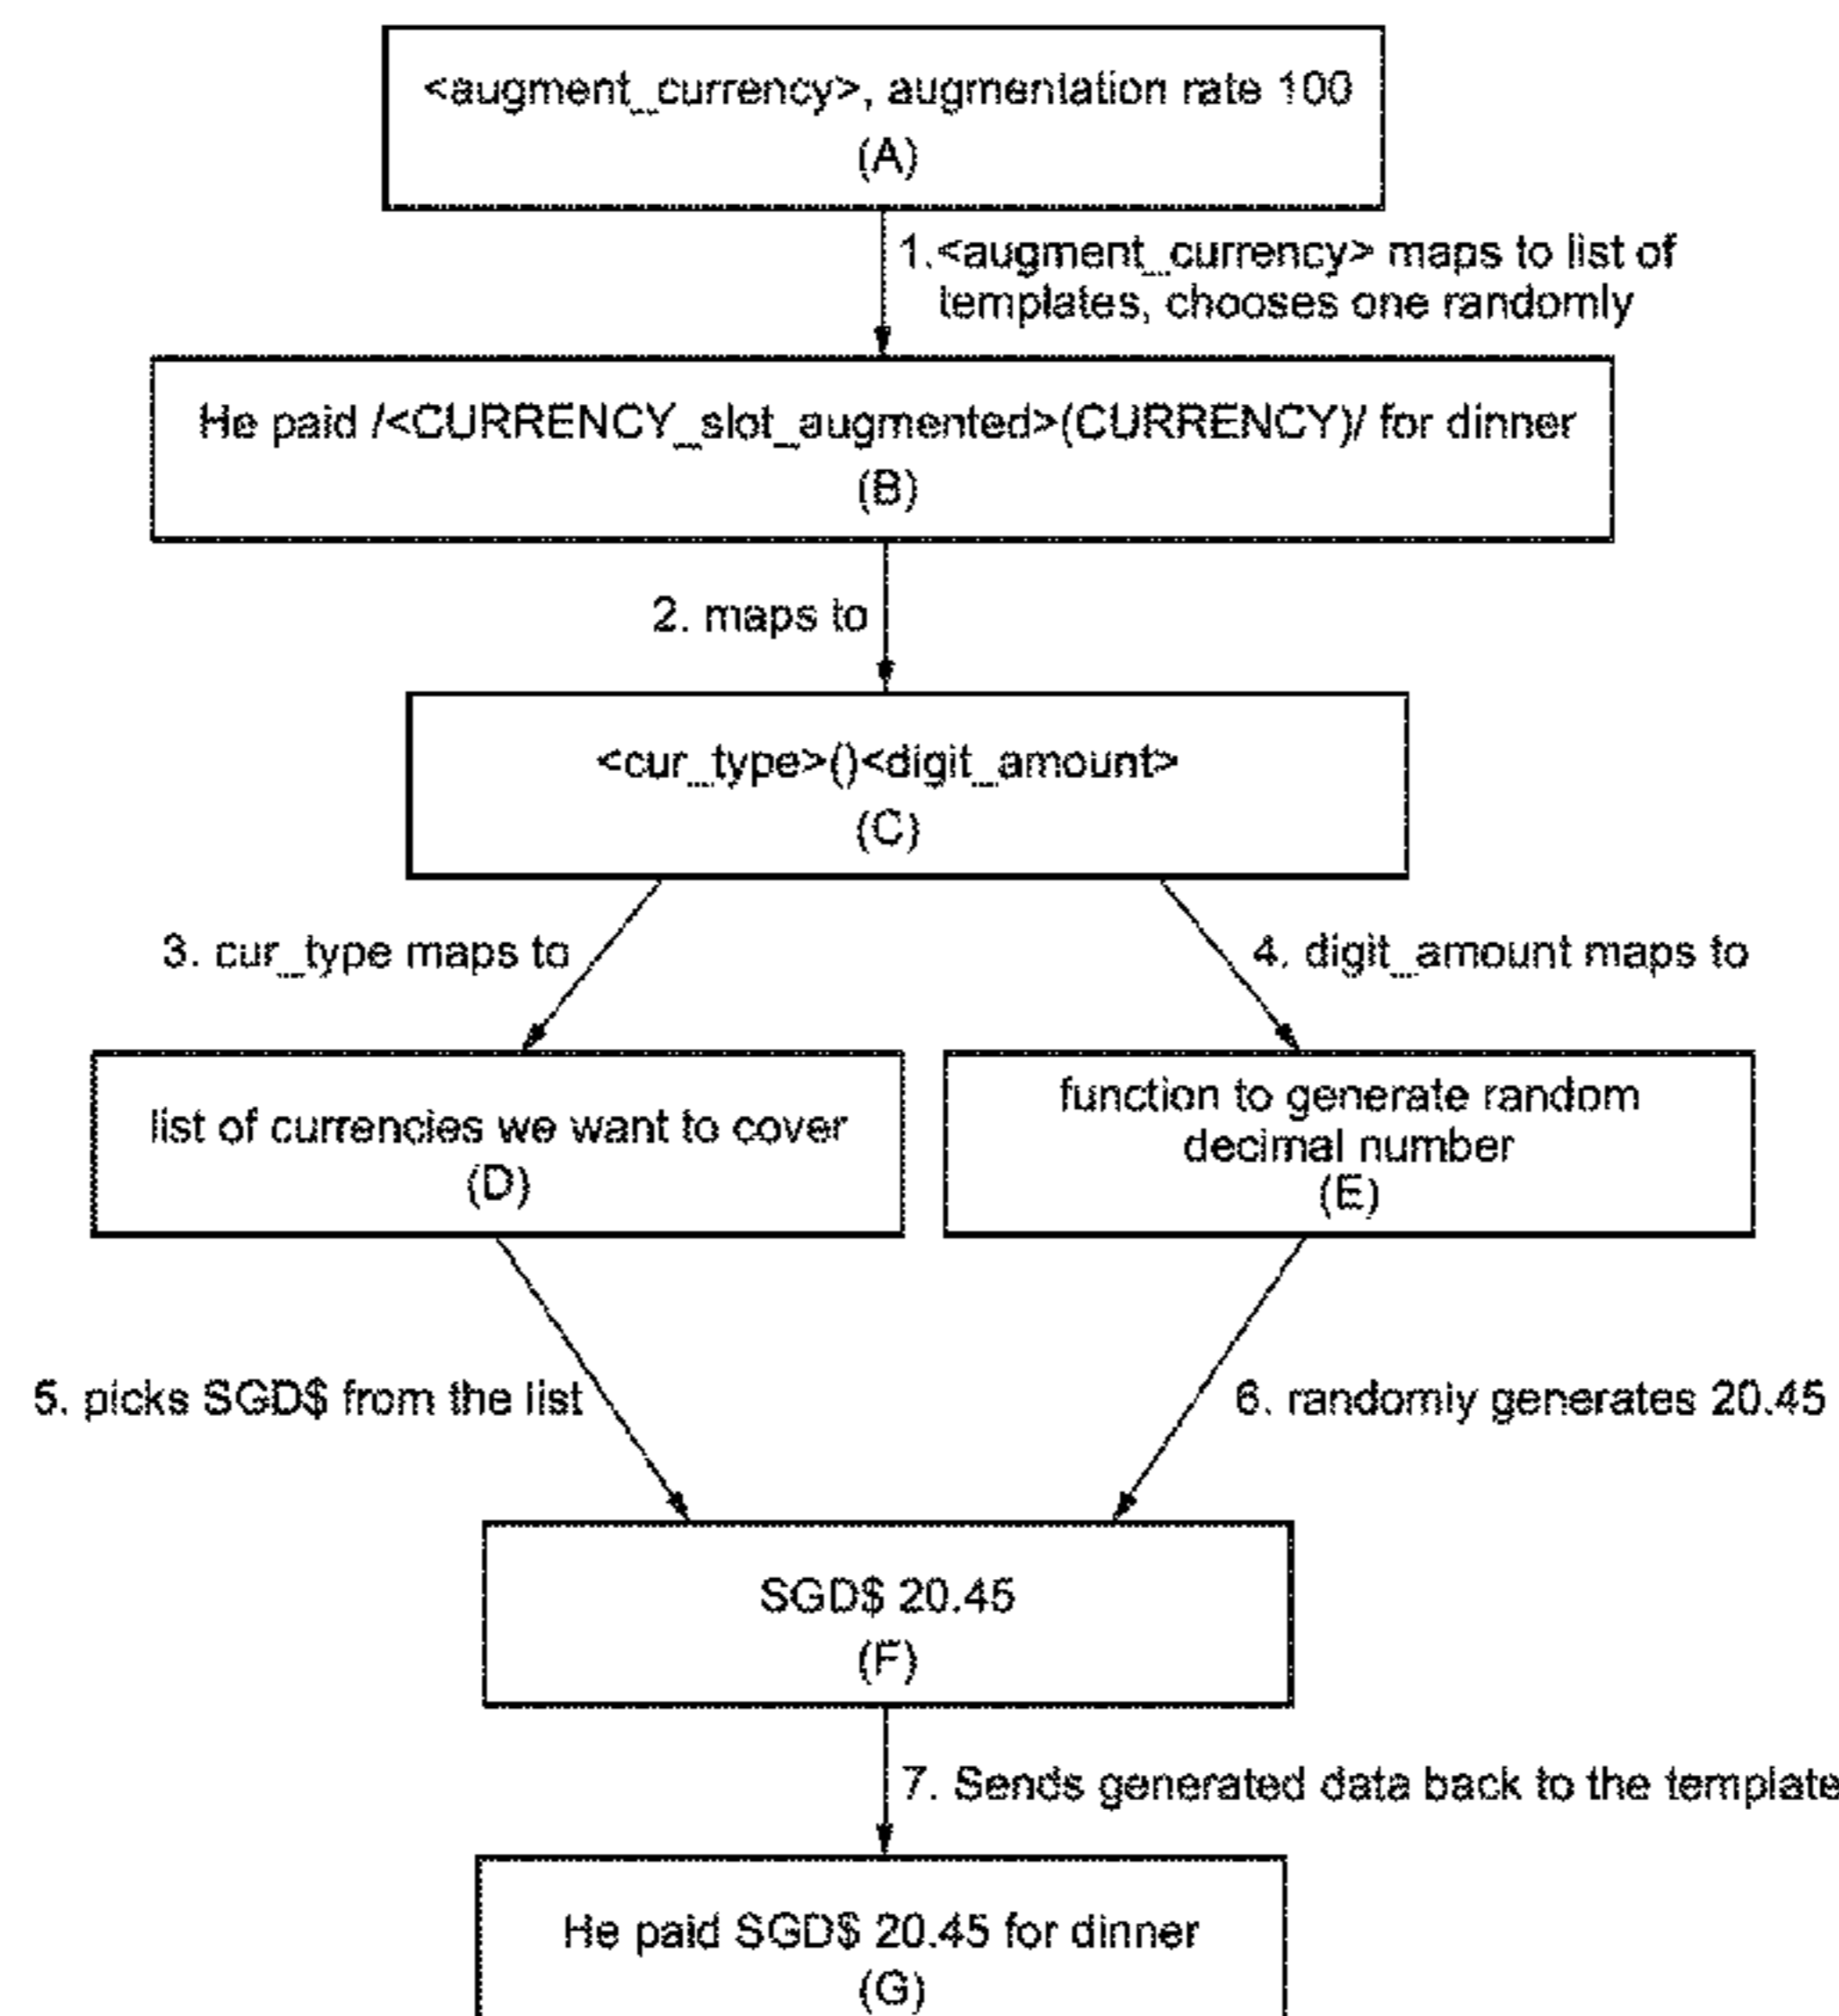 <augment_currency>, augmentation rate 100
(A)
1.<augment_currency> maps to list of
templates, chooses one randomly
He paid /<CURRENCY_slot_augmented>(CURRENCY)/ for dinner
(B)
2. maps to
<cur_type>()<digit_amount>
(C)
3. cur_type maps to
4. digit_amount maps to
list of currencies we want to cover
(D)
function to generate random
decimal number
(E)
5. picks SGD$ from the list
6. randomly generates 20.45
SGD$ 20.45
(F)
7. Sends generated data back to the template
He paid SGD$ 20.45 for dinner
(G)